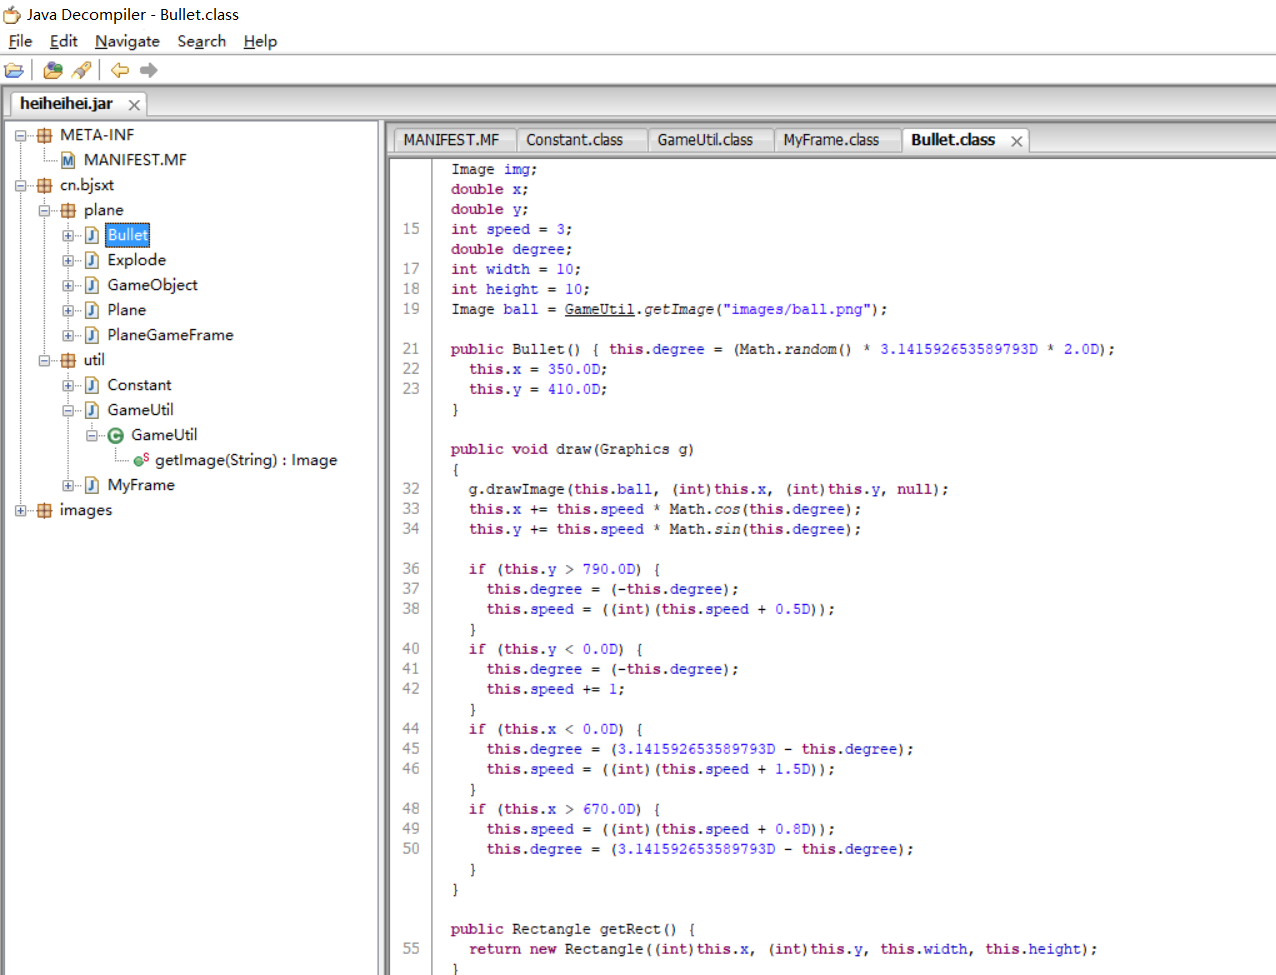 Java Decompiler - Bullet.class
File Edit Navigate Search Help
heiheihei.jar
META-INF
MANIFEST.MF
cn.bjsxt
plane
Bullet
Explode
GameObject
Plane
PlaneGameFrame
util
Constant
GameUtil
GameUtil
getImage(String) : Image
MyFrame
images
MANIFEST.MF Constant.class GameUtil.class MyFrame.class Bullet.class
Image img;
double x;
double y;
15 int speed = 3;
double degree;
17 int width = 10;
18 int height = 10;
19 Image ball = GameUtil.getImage("images/ball.png");
21 public Bullet() { this.degree = (Math.random() * 3.141592653589793D * 2.0D);
22 this.x = 350.0D;
23 this.y = 410.0D;
}
public void draw(Graphics g)
{
32 g.drawImage(this.ball, (int)this.x, (int)this.y, null);
33 this.x += this.speed * Math.cos(this.degree);
34 this.y += this.speed * Math.sin(this.degree);
36 if (this.y > 790.0D) {
37 this.degree = (-this.degree);
38 this.speed = ((int)(this.speed + 0.5D));
}
40 if (this.y < 0.0D) {
41 this.degree = (-this.degree);
42 this.speed += 1;
}
44 if (this.x < 0.0D) {
45 this.degree = (3.141592653589793D - this.degree);
46 this.speed = ((int)(this.speed + 1.5D));
}
48 if (this.x > 670.0D) {
49 this.speed = ((int)(this.speed + 0.8D));
50 this.degree = (3.141592653589793D - this.degree);
}
}
public Rectangle getRect() {
55 return new Rectangle((int)this.x, (int)this.y, this.width, this.height);
}